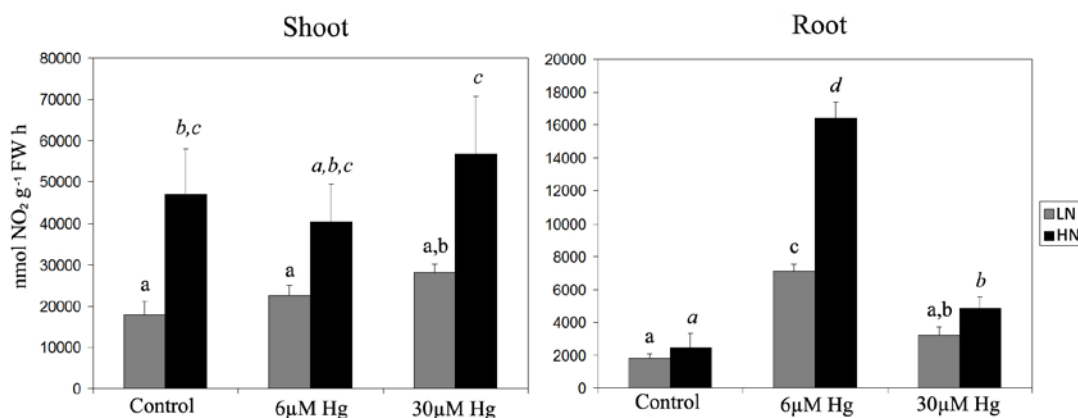 Shoot
nmol NO₂ g⁻¹ FW h
80000
70000
60000
50000
40000
30000
20000
10000
0
a
b,c
a
a,b,c
a,b
c
Control
6µM Hg
30µM Hg
Root
20000
18000
16000
14000
12000
10000
8000
6000
4000
2000
0
a
a
c
d
a,b
b
Control
6µM Hg
30µM Hg
LN
HN